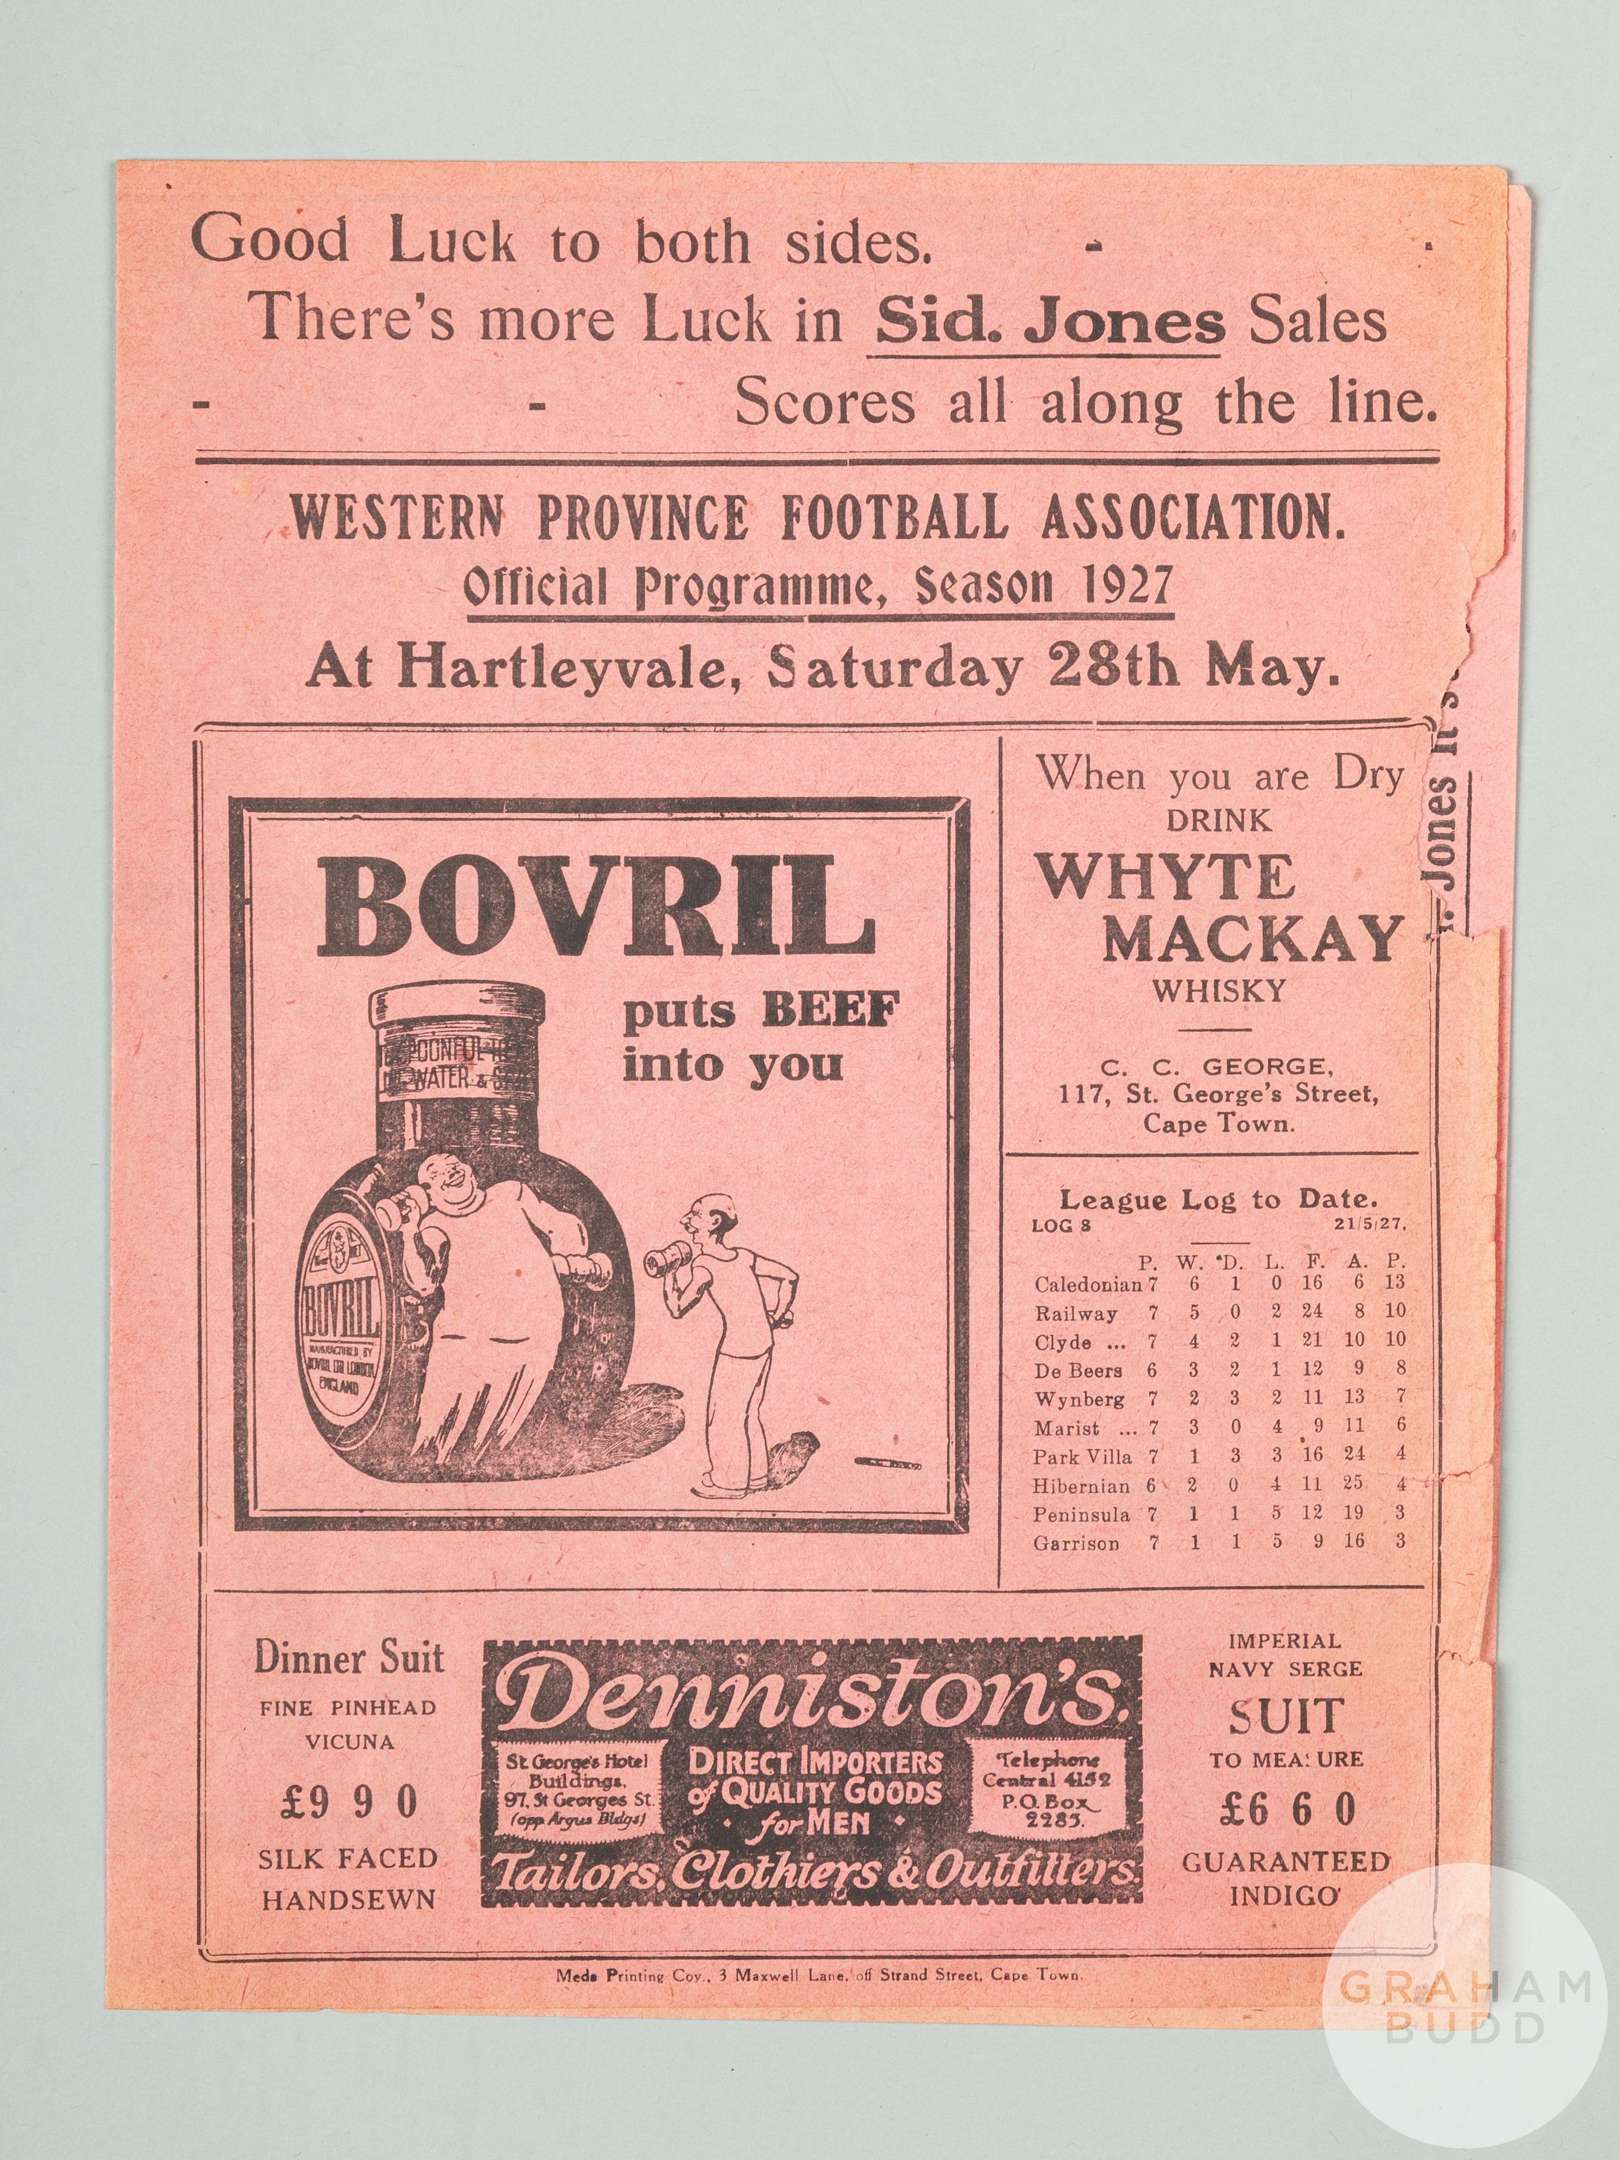 Good Luck to both sides. - -
There's more Luck in Sid. Jones Sales
- - Scores all along the line.
WESTERN PROVINCE FOOTBALL ASSOCIATION.
Official Programme, Season 1927
At Hartleyvale, Saturday 28th May.
BOVRIL
puts BEEF
into you
SPOONFUL
WATER &
BOVRIL
MANUFACTURED BY
BOVRIL LTD LONDON
ENGLAND
When you are Dry
DRINK
WHYTE
MACKAY
WHISKY
C. C. GEORGE,
117, St. George's Street,
Cape Town.
Jones It's
League Log to Date.
LOG 8 21/5/27.
P. W. D. L. F. A. P.
Caledonian 7 6 1 0 16 6 13
Railway 7 5 0 2 24 8 10
Clyde ... 7 4 2 1 21 10 10
De Beers 6 3 2 1 12 9 8
Wynberg 7 2 3 2 11 13 7
Marist ... 7 3 0 4 9 11 6
Park Villa 7 1 3 3 16 24 4
Hibernian 6 2 0 4 11 25 4
Peninsula 7 1 1 5 12 19 3
Garrison 7 1 1 5 9 16 3
Dinner Suit
FINE PINHEAD
VICUNA
£9 9 0
SILK FACED
HANDSEWN
Denniston's.
St. George's Hotel
Buildings,
97, St Georges St.
(opp Argus Bldgs)
DIRECT IMPORTERS
of QUALITY GOODS
for MEN
Telephone
Central 4152
P.O. Box
2285.
Tailors, Clothiers & Outfitters.
IMPERIAL
NAVY SERGE
SUIT
TO MEASURE
£6 6 0
GUARANTEED
INDIGO
Meda Printing Coy., 3 Maxwell Lane, off Strand Street, Cape Town.
GRAHAM
BUDD